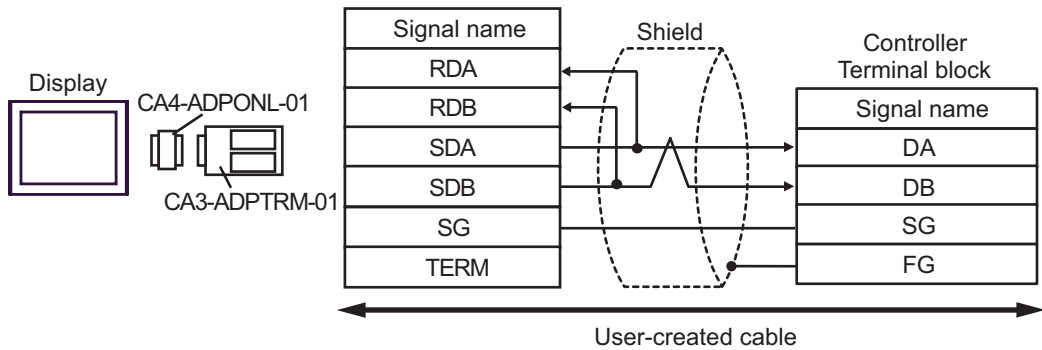 Display
CA4-ADPONL-01
CA3-ADPTRM-01
Signal name
RDA
RDB
SDA
SDB
SG
TERM
Shield
Controller
Terminal block
Signal name
DA
DB
SG
FG
User-created cable